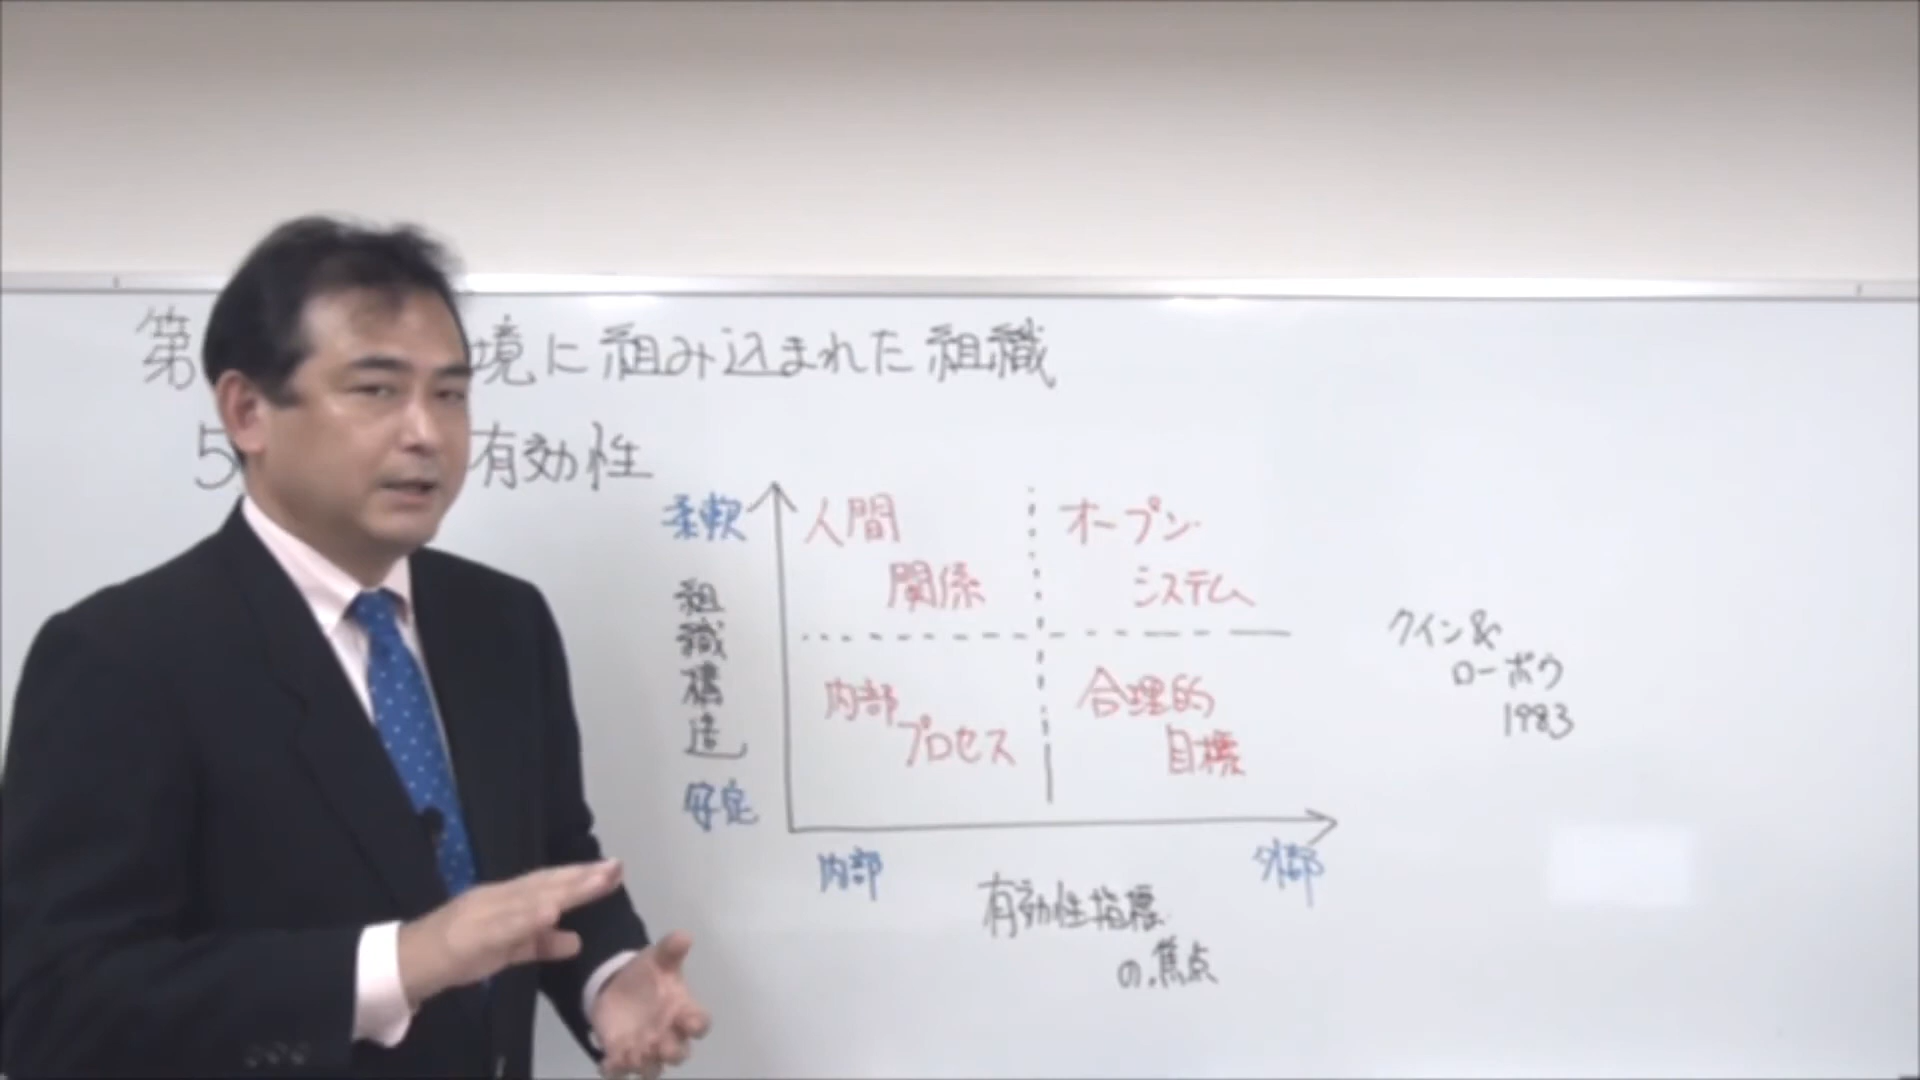 第 境に組み込まれた組織
5 有効性
柔軟
組織構造
安定
人間
関係
オープン
システム
内部
プロセス
合理的
目標
内部
外部
有効性指標
の焦点
クイン&
ローボウ
1983